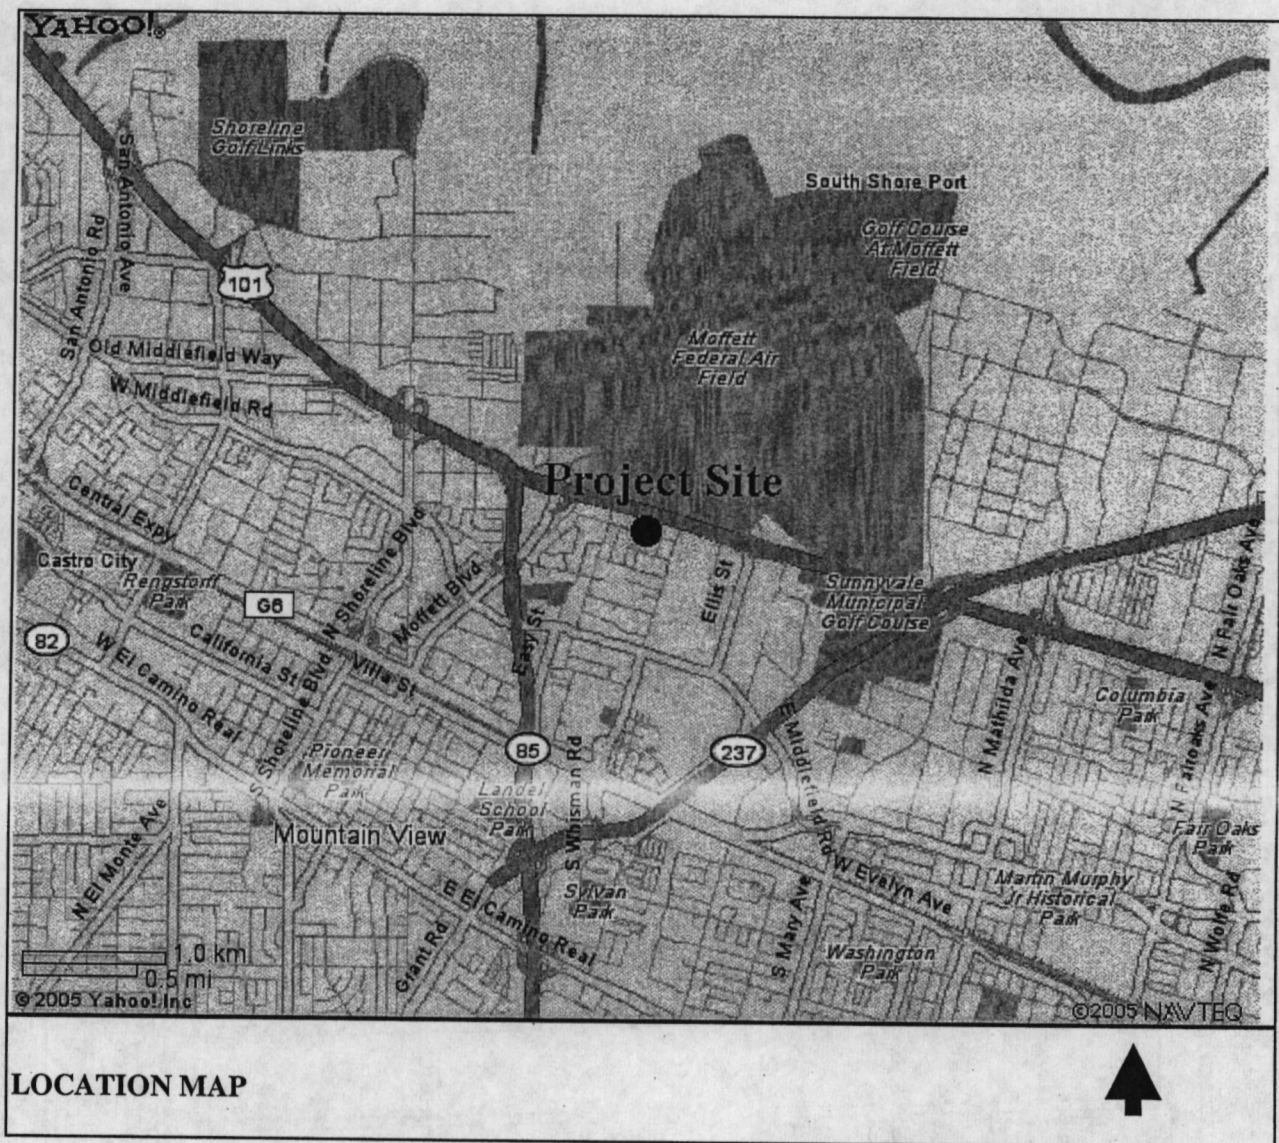 YAHOO!®
Shoreline
Golf Links
South Shore Port
Golf Course
At Moffett
Field
San Antonio Ave
San Antonio Rd
101
Old Middlefield Way
W Middlefield Rd
Moffett
Federal Air
Field
Project Site
Central Expy
Castro City
Rengstorff
Park
G6
N Shoreline Blvd
Moffett Blvd
Ellis St
Easy St
Sunnyvale
Municipal
Golf Course
N Fair Oaks Ave
82
W El Camino Real
California St
Villa St
S Shoreline Blvd
N Mathilda Ave
Columbia
Park
N Fairoaks Ave
Pioneer
Memorial
Park
85
S Whisman Rd
237
E Middlefield Rd
Landel
School
Park
Mountain View
N El Monte Ave
Fair Oaks
Park
W Evelyn Ave
Martin Murphy
Jr Historical
Park
Sylvan
Park
E El Camino Real
Grant Rd
S Mary Ave
Washington
Park
N Wolfe Rd
1.0 km
0.5 mi
© 2005 Yahoo! Inc
©2005 NAVTEQ
LOCATION MAP